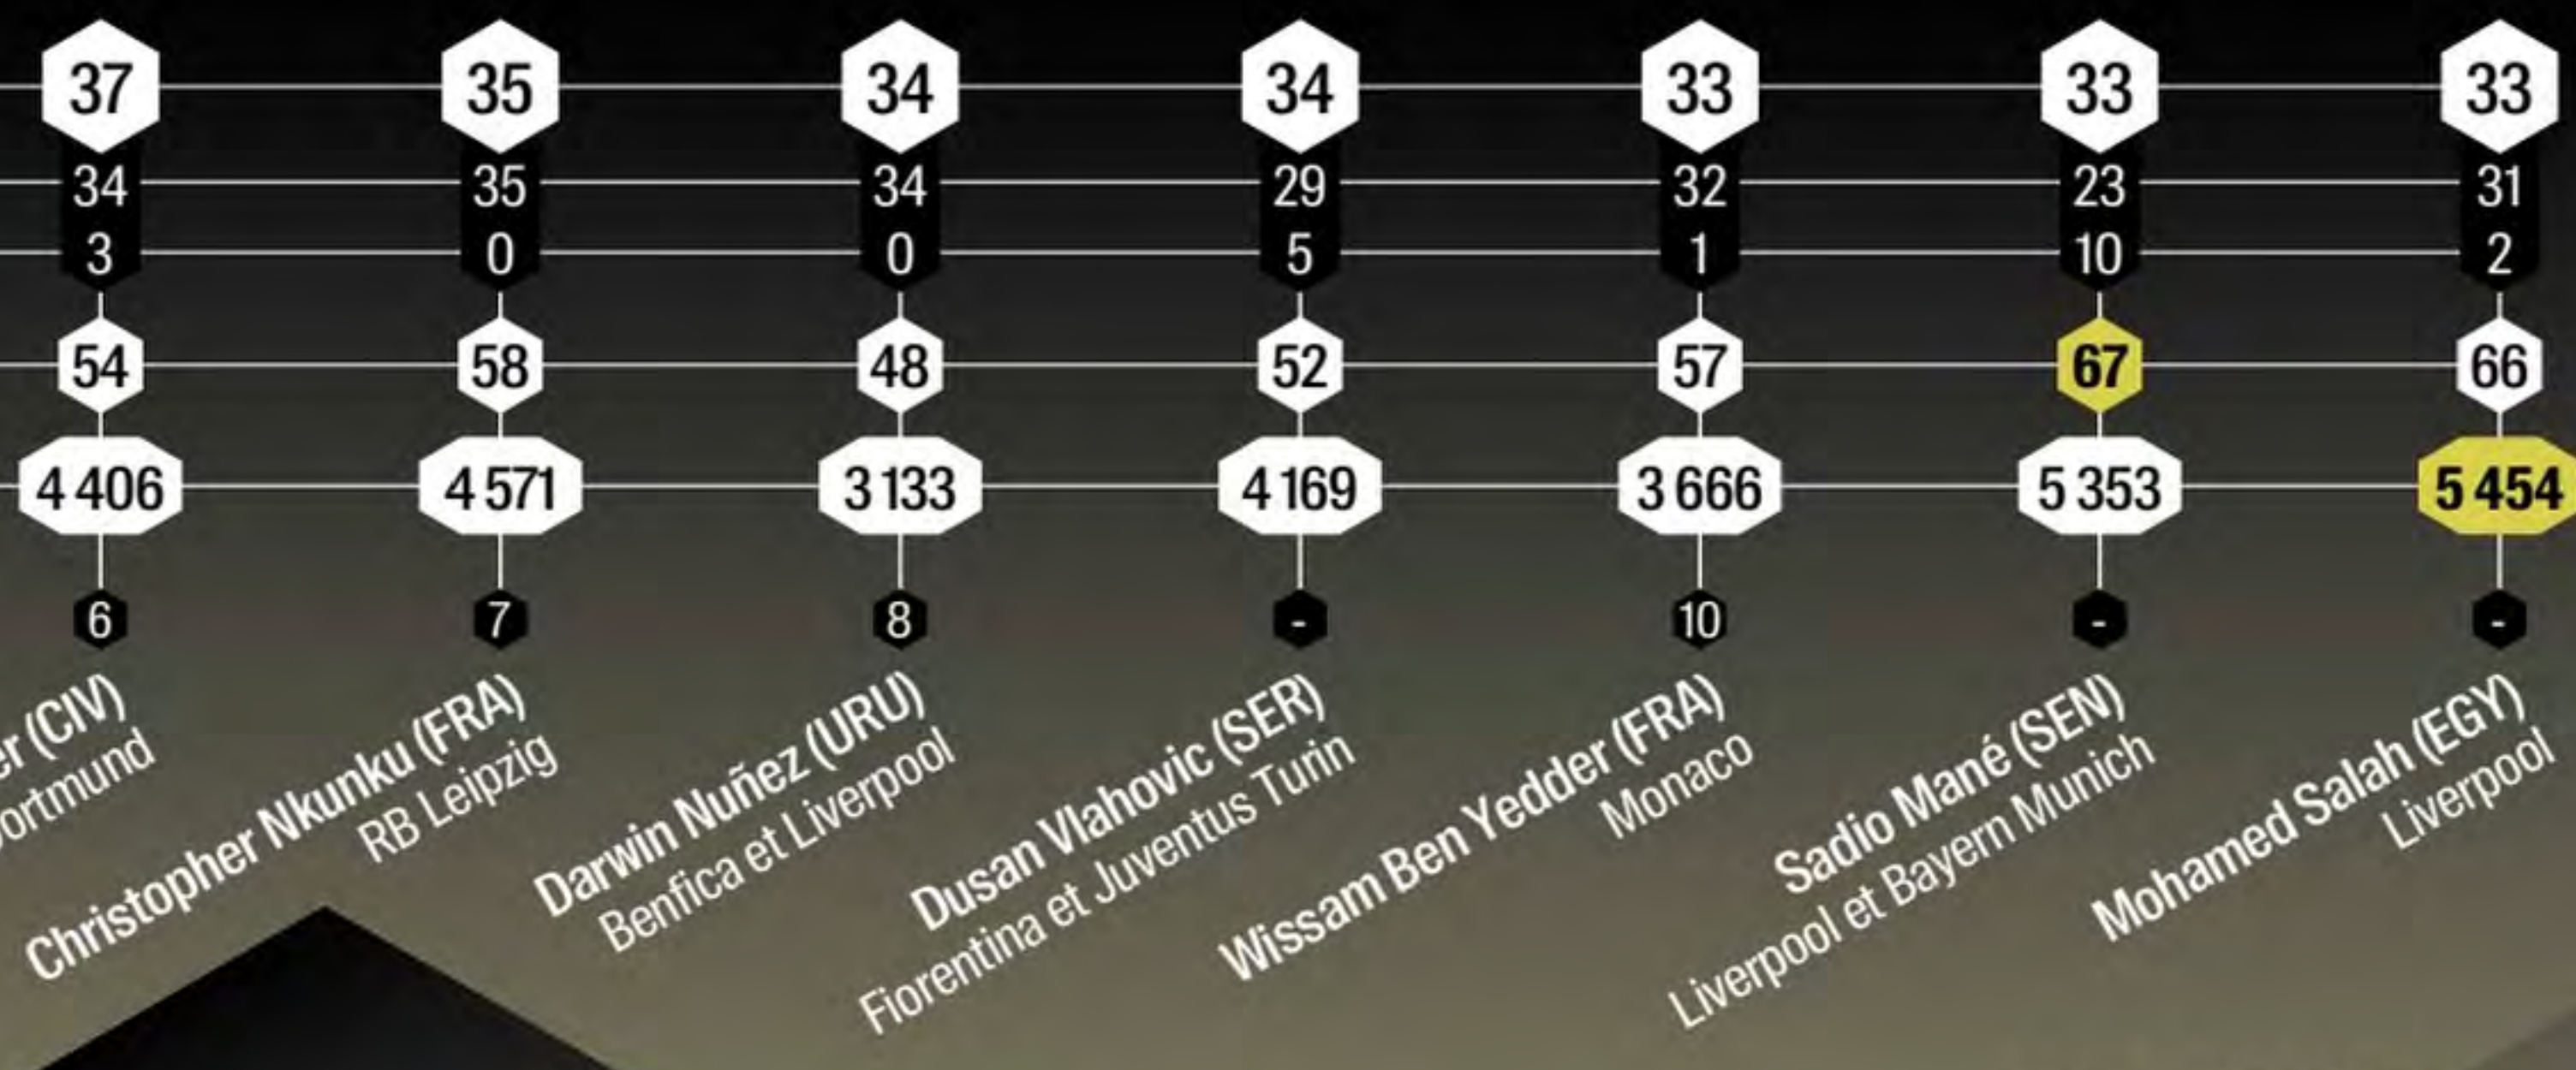 37 35 34 34 33 33 33
34 35 34 29 32 23 31
3 0 0 5 1 10 2
54 58 48 52 57 67 66
4 406 4 571 3 133 4 169 3 666 5 353 5 454
6 7 8 - 10 - -
er (CIV)
ortmund
Christopher Nkunku (FRA)
RB Leipzig
Darwin Nuñez (URU)
Benfica et Liverpool
Dusan Vlahovic (SER)
Fiorentina et Juventus Turin
Wissam Ben Yedder (FRA)
Monaco
Sadio Mané (SEN)
Liverpool et Bayern Munich
Mohamed Salah (EGY)
Liverpool